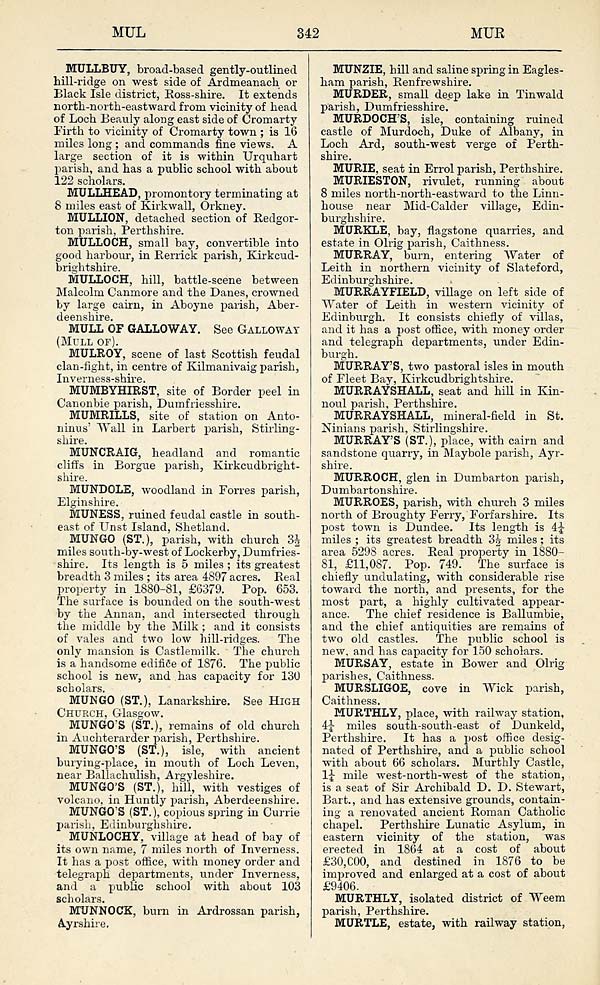 MUL 342 MUR
MULLBUY, broad-based gently-outlined
hill-ridge on west side of Ardmeanach or
Black Isle district, Ross-shire. It extends
north-north-eastward from vicinity of head
of Loch Beauly along east side of Cromarty
Firth to vicinity of Cromarty town ; is 16
miles long ; and commands fine views. A
large section of it is within Urquhart
parish, and has a public school with about
122 scholars.
MULLHEAD, promontory terminating at
8 miles east of Kirkwall, Orkney.
MULLION, detached section of Redgor-
ton parish, Perthshire.
MULLOCH, small bay, convertible into
good harbour, in Rerrick parish, Kirkcud-
brightshire.
MULLOCH, hill, battle-scene between
Malcolm Canmore and the Danes, crowned
by large cairn, in Aboyne parish, Aber-
deenshire.
MULL OF GALLOWAY. See GALLOWAY
(MULL OF).
MULROY, scene of last Scottish feudal
clan-fight, in centre of Kilmanivaig parish,
Inverness-shire.
MUMBYHIRST, site of Border peel in
Canonbie parish, Dumfriesshire.
MUMRILLS, site of station on Anto-
ninus' Wall in Larbert parish, Stirling-
shire.
MUNCRAIG, headland and romantic
cliffs in Borgue parish, Kirkcudbright-
shire.
MUNDOLE, woodland in Forres parish,
Elginshire.
MUNESS, ruined feudal castle in south-
east of Unst Island, Shetland.
MUNGO (ST.), parish, with church 3½
miles south-by-west of Lockerby, Dumfries-
shire. Its length is 5 miles ; its greatest
breadth 3 miles ; its area 4897 acres. Real
property in 1880-81, £6379. Pop. 653.
The surface is bounded on the south-west
by the Annan, and intersected through
the middle by the Milk ; and it consists
of vales and two low hill-ridges. The
only mansion is Castlemilk. The church
is a handsome edifice of 1876. The public
school is new, and has capacity for 130
scholars.
MUNGO (ST.), Lanarkshire. See HIGH
CHURCH, Glasgow.
MUNGO'S (ST.), remains of old church
in Auchterarder parish, Perthshire.
MUNGO'S (ST.), isle, with ancient
burying-place, in mouth of Loch Leven,
near Ballachulish, Argyleshire.
MUNGO'S (ST.), hill, with vestiges of
volcano, in Huntly parish, Aberdeenshire.
MUNGO'S (ST.), copious spring in Currie
parish, Edinburghshire.
MUNLOCHY, village at head of bay of
its own name, 7 miles north of Inverness.
It has a post office, with money order and
telegraph departments, under Inverness,
and a public school with about 103
scholars.
MUNNOCK, burn in Ardrossan parish,
Ayrshire.
MUNZIE, hill and saline spring in Eagles-
ham parish, Renfrewshire.
MURDER, small deep lake in Tinwald
parish, Dumfriesshire.
MURDOCH'S, isle, containing ruined
castle of Murdoch, Duke of Albany, in
Loch Ard, south-west verge of Perth-
shire.
MURIE, seat in Errol parish, Perthshire.
MURIESTON, rivulet, running about
8 miles north-north-eastward to the Linn-
house near Mid-Calder village, Edin-
burghshire.
MURKLE, bay, flagstone quarries, and
estate in Olrig parish, Caithness.
MURRAY, burn, entering Water of
Leith in northern vicinity of Slateford,
Edinburghshire.
MURRAYFIELD, village on left side of
Water of Leith in western vicinity of
Edinburgh. It consists chiefly of villas,
and it has a post office, with money order
and telegraph departments, under Edin-
burgh.
MURRAY'S, two pastoral isles in mouth
of Fleet Bay, Kirkcudbrightshire.
MURRAYSHALL, seat and hill in Kin-
noul parish, Perthshire.
MURRAYSHALL, mineral-field in St.
Ninians parish, Stirlingshire.
MURRAY'S (ST.), place, with cairn and
sandstone quarry, in Maybole parish, Ayr-
shire.
MURROCH, glen in Dumbarton parish,
Dumbartonshire.
MURROES, parish, with church 3 miles
north of Broughty Ferry, Forfarshire. Its
post town is Dundee. Its length is 4¼
miles ; its greatest breadth 3½ miles ; its
area 5298 acres. Real property in 1880-
81, £11,087. Pop. 749. The surface is
chiefly undulating, with considerable rise
toward the north, and presents, for the
most part, a highly cultivated appear-
ance. The chief residence is Ballumbie,
and the chief antiquities are remains of
two old castles. The public school is
new, and has capacity for 150 scholars.
MURSAY, estate in Bower and Olrig
parishes, Caithness.
MURSLIGOE, cove in Wick parish,
Caithness.
MURTHLY, place, with railway station,
4¼ miles south-south-east of Dunkeld,
Perthshire. It has a post office desig-
nated of Perthshire, and a public school
with about 66 scholars. Murthly Castle,
1¼ mile west-north-west of the station,
is a seat of Sir Archibald D. D. Stewart,
Bart., and has extensive grounds, contain-
ing a renovated ancient Roman Catholic
chapel. Perthshire Lunatic Asylum, in
eastern vicinity of the station, was
erected in 1864 at a cost of about
£30,000, and destined in 1876 to be
improved and enlarged at a cost of about
£9406.
MURTHLY, isolated district of Weem
parish, Perthshire.
MURTLE, estate, with railway station,